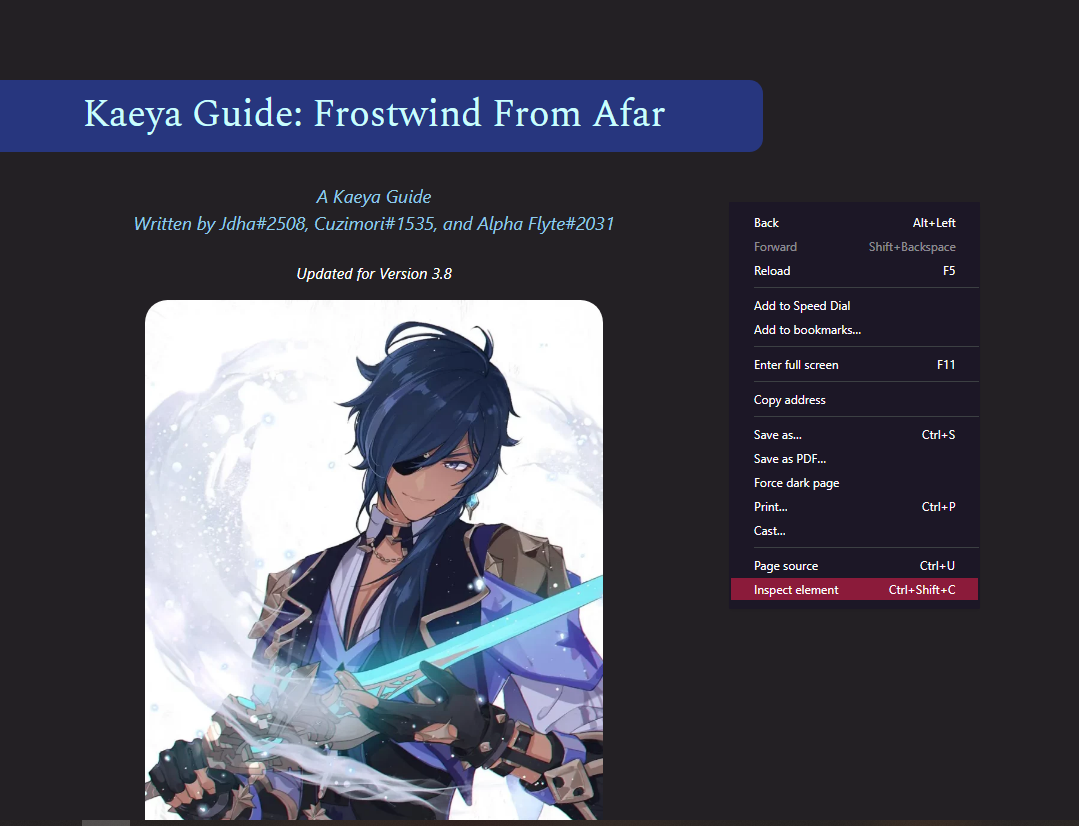 Kaeya Guide: Frostwind From Afar
A Kaeya Guide
Written by Jdha#2508, Cuzimori#1535, and Alpha Flyte#2031
Updated for Version 3.8
Back Alt+Left
Forward Shift+Backspace
Reload F5
Add to Speed Dial
Add to bookmarks...
Enter full screen F11
Copy address
Save as... Ctrl+S
Save as PDF...
Force dark page
Print... Ctrl+P
Cast...
Page source Ctrl+U
Inspect element Ctrl+Shift+C